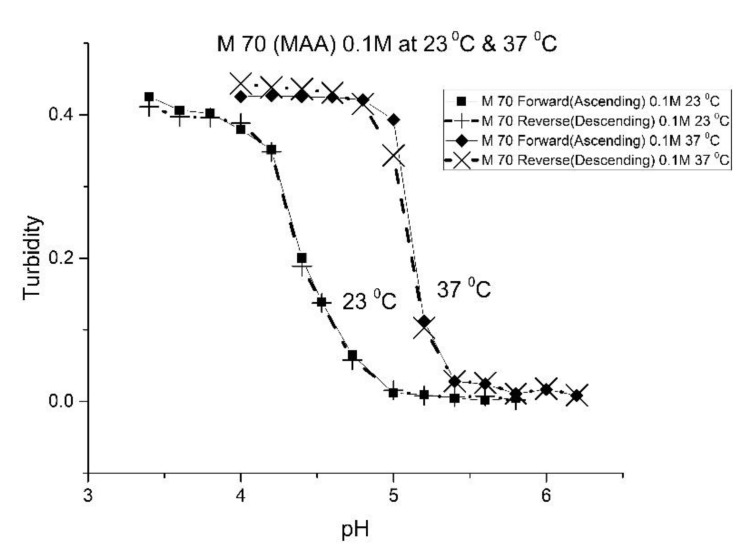 M 70 (MAA) 0.1M at 23 ⁰C & 37 ⁰C
M 70 Forward(Ascending) 0.1M 23 ⁰C
M 70 Reverse(Descending) 0.1M 23 ⁰C
M 70 Forward(Ascending) 0.1M 37 ⁰C
M 70 Reverse(Descending) 0.1M 37 ⁰C
0.4
0.2
0.0
Turbidity
23 ⁰C
37 ⁰C
3
4
5
6
pH